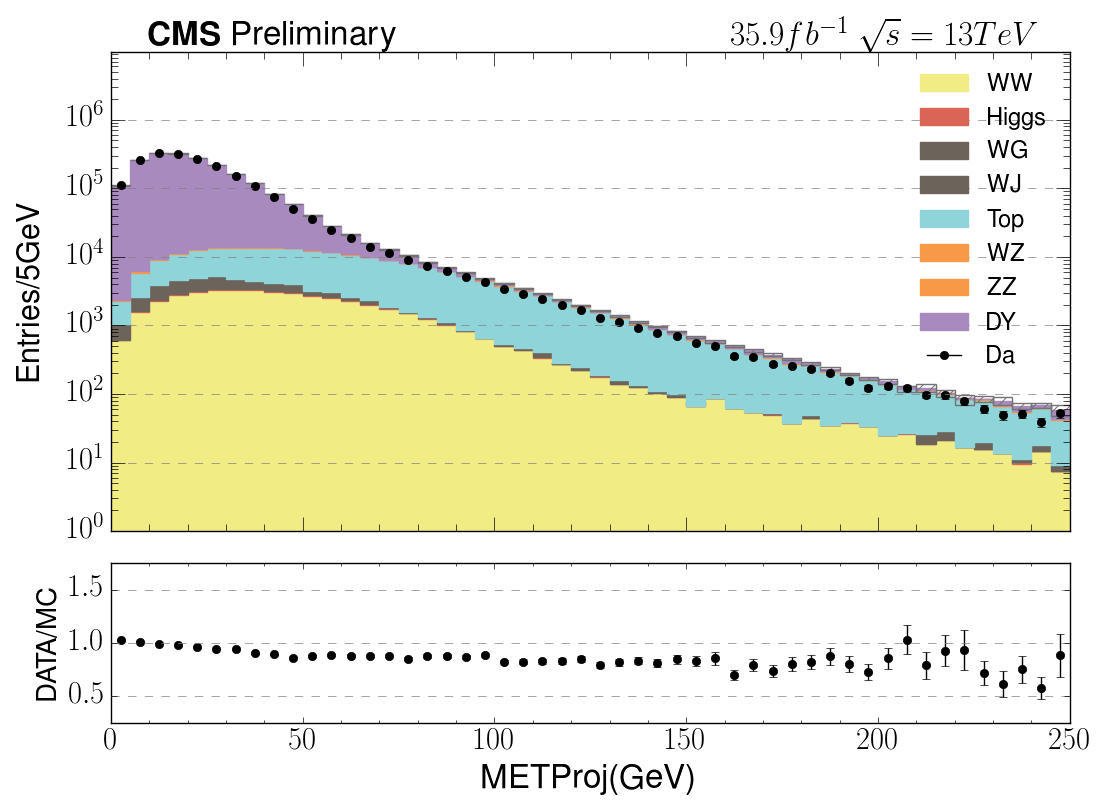 CMS Preliminary 35.9fb⁻¹ √s = 13TeV
WW
Higgs
WG
WJ
Top
WZ
ZZ
DY
Da
Entries/5GeV
10⁶
10⁵
10⁴
10³
10²
10¹
10⁰
DATA/MC
1.5
1.0
0.5
0 50 100 150 200 250
METProj(GeV)